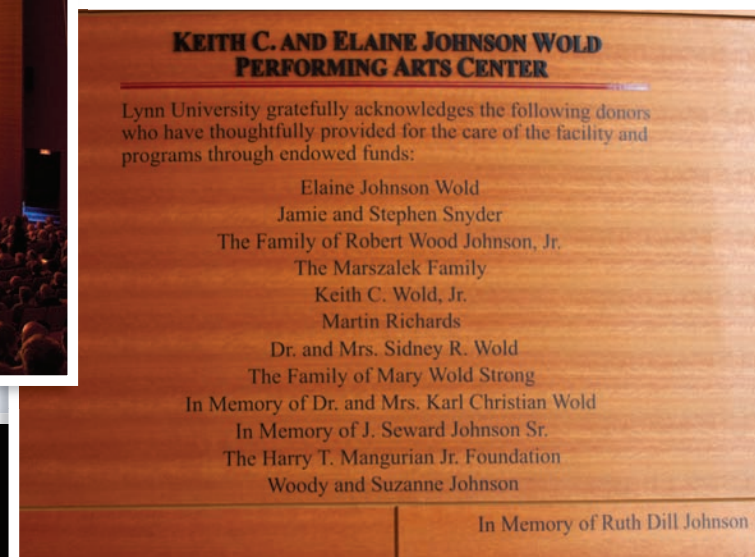 KEITH C. AND ELAINE JOHNSON WOLD
PERFORMING ARTS CENTER
Lynn University gratefully acknowledges the following donors
who have thoughtfully provided for the care of the facility and
programs through endowed funds:
Elaine Johnson Wold
Jamie and Stephen Snyder
The Family of Robert Wood Johnson, Jr.
The Marszalek Family
Keith C. Wold, Jr.
Martin Richards
Dr. and Mrs. Sidney R. Wold
The Family of Mary Wold Strong
In Memory of Dr. and Mrs. Karl Christian Wold
In Memory of J. Seward Johnson Sr.
The Harry T. Mangurian Jr. Foundation
Woody and Suzanne Johnson
In Memory of Ruth Dill Johnson